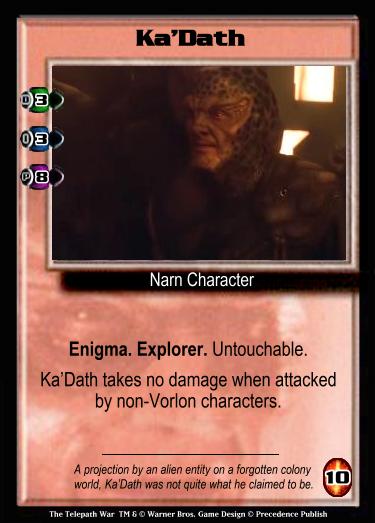 Ka'Dath
D 3
I 3
P 8
Narn Character
Enigma. Explorer. Untouchable.
Ka'Dath takes no damage when attacked
by non-Vorlon characters.
A projection by an alien entity on a forgotten colony
world, Ka'Dath was not quite what he claimed to be.
10
The Telepath War TM & © Warner Bros. Game Design © Precedence Publish